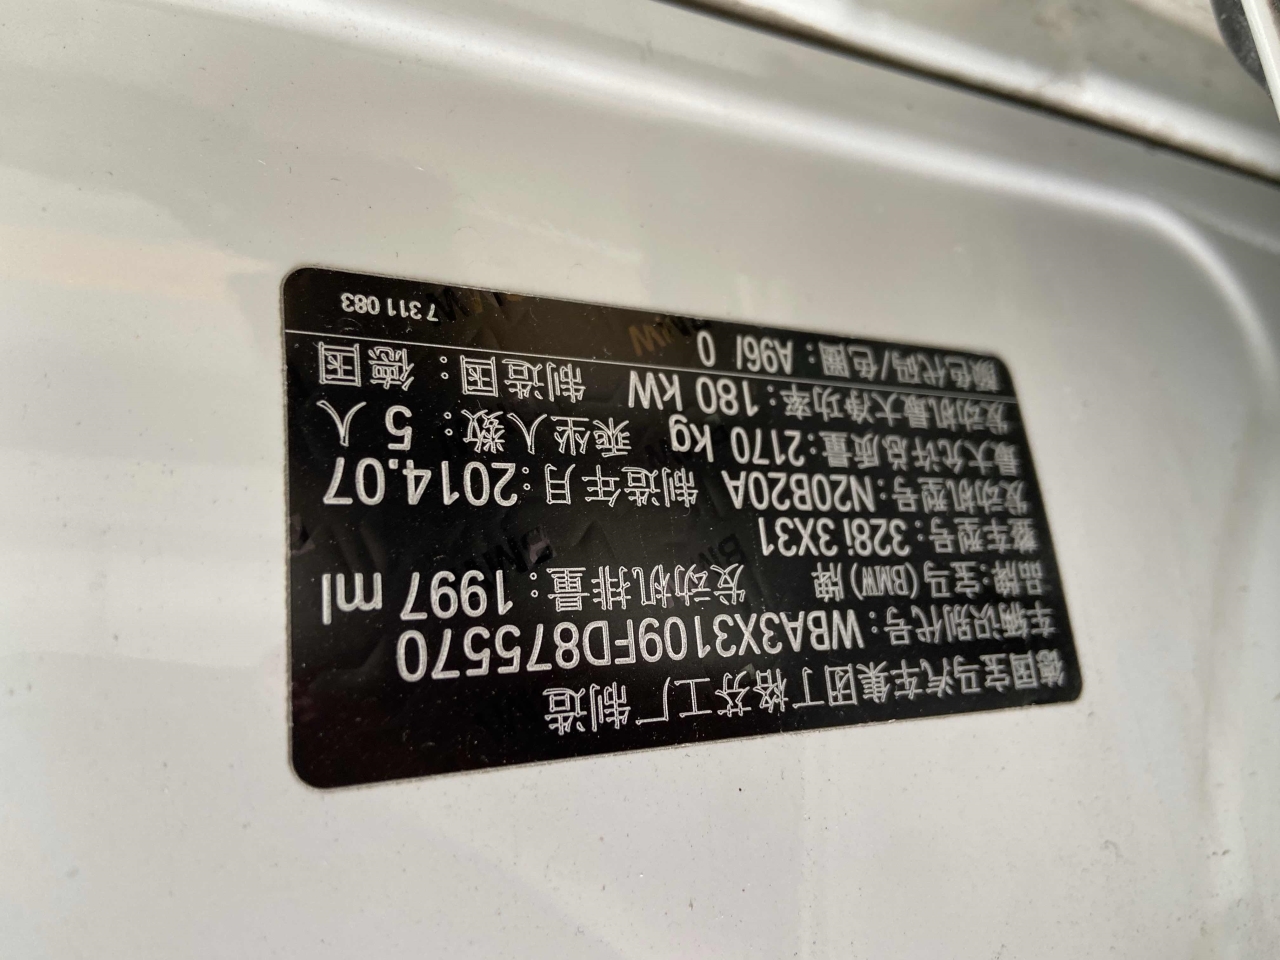 德国宝马汽车集团丁格芬工厂 制造
车辆识别代号：WBA3X3109FD875570
品牌：宝马(BMW)牌 发动机排量：1997 ml
整车型号：328i 3X31
发动机型号：N20B20A 制造年月：2014.07
最大允许总质量：2170 kg 乘坐人数：5 人
发动机最大净功率：180 kW 制造国：德国
颜色代码/色圈：A96/ 0
7 311 083